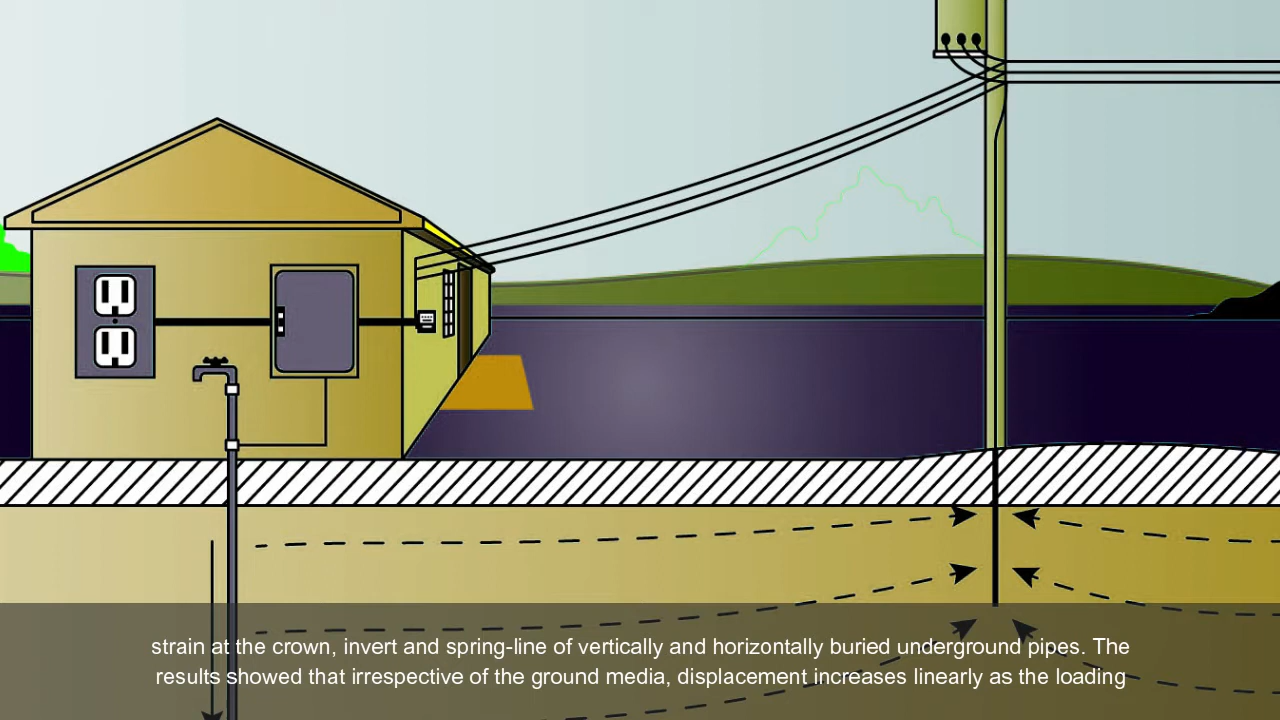 strain at the crown, invert and spring-line of vertically and horizontally buried underground pipes. The
results showed that irrespective of the ground media, displacement increases linearly as the loading